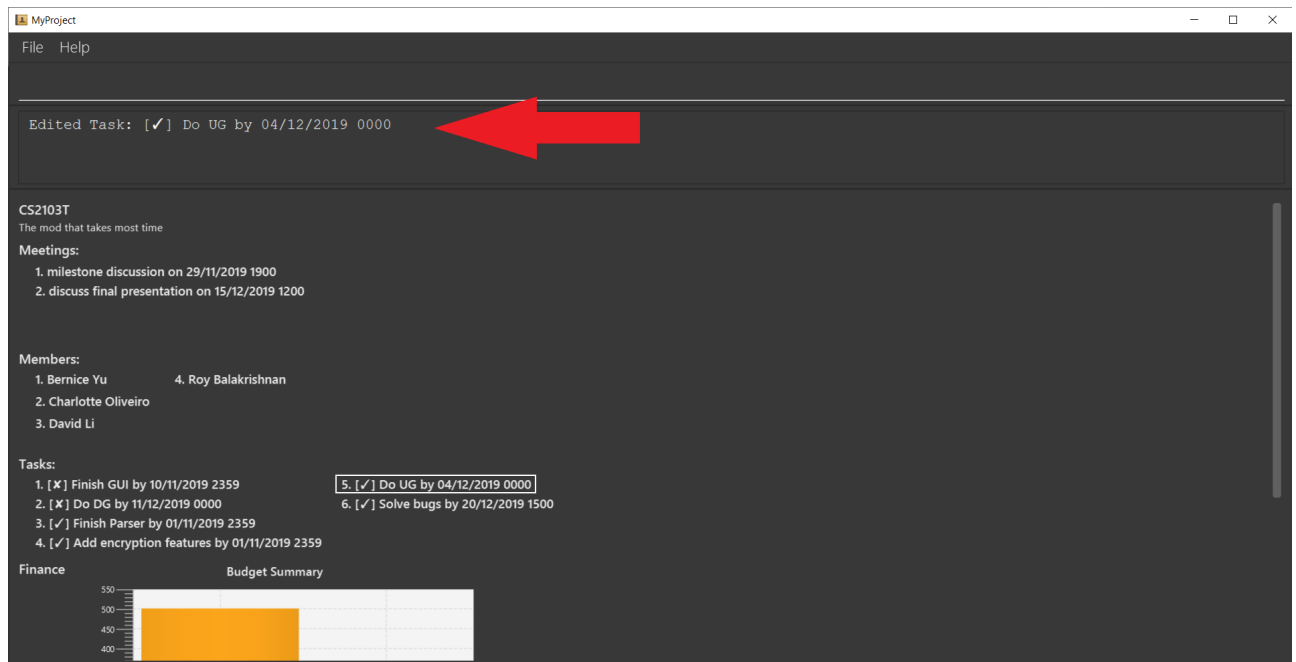 MyProject
File Help
Edited Task: [✓] Do UG by 04/12/2019 0000
CS2103T
The mod that takes most time
Meetings:
1. milestone discussion on 29/11/2019 1900
2. discuss final presentation on 15/12/2019 1200
Members:
1. Bernice Yu
2. Charlotte Oliveiro
3. David Li
4. Roy Balakrishnan
Tasks:
1. [✗] Finish GUI by 10/11/2019 2359
2. [✗] Do DG by 11/12/2019 0000
3. [✓] Finish Parser by 01/11/2019 2359
4. [✓] Add encryption features by 01/11/2019 2359
5. [✓] Do UG by 04/12/2019 0000
6. [✓] Solve bugs by 20/12/2019 1500
Finance
Budget Summary
550
500
450
400